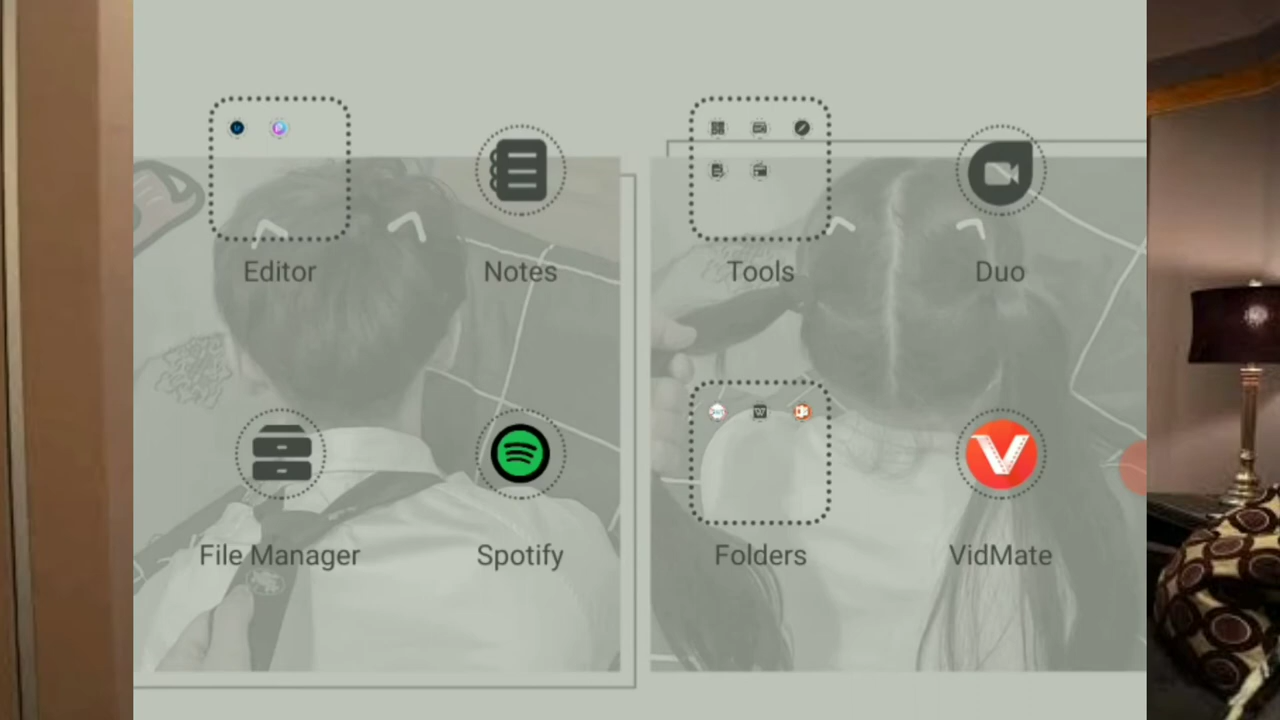 Editor
Notes
Tools
Duo
File Manager
Spotify
Folders
VidMate